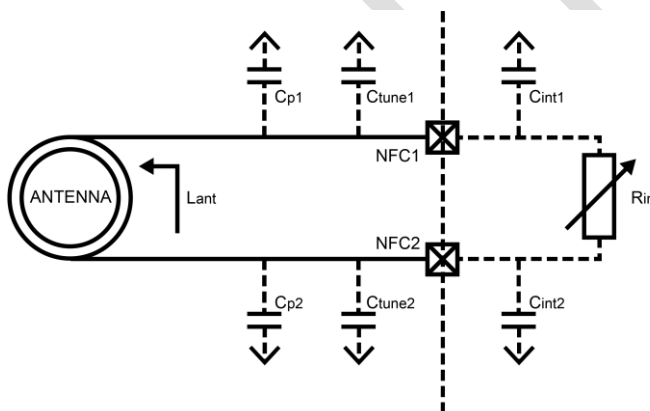 Cp1
Ctune1
Cint1
NFC1
ANTENNA
Lant
Rin
NFC2
Cp2
Ctune2
Cint2